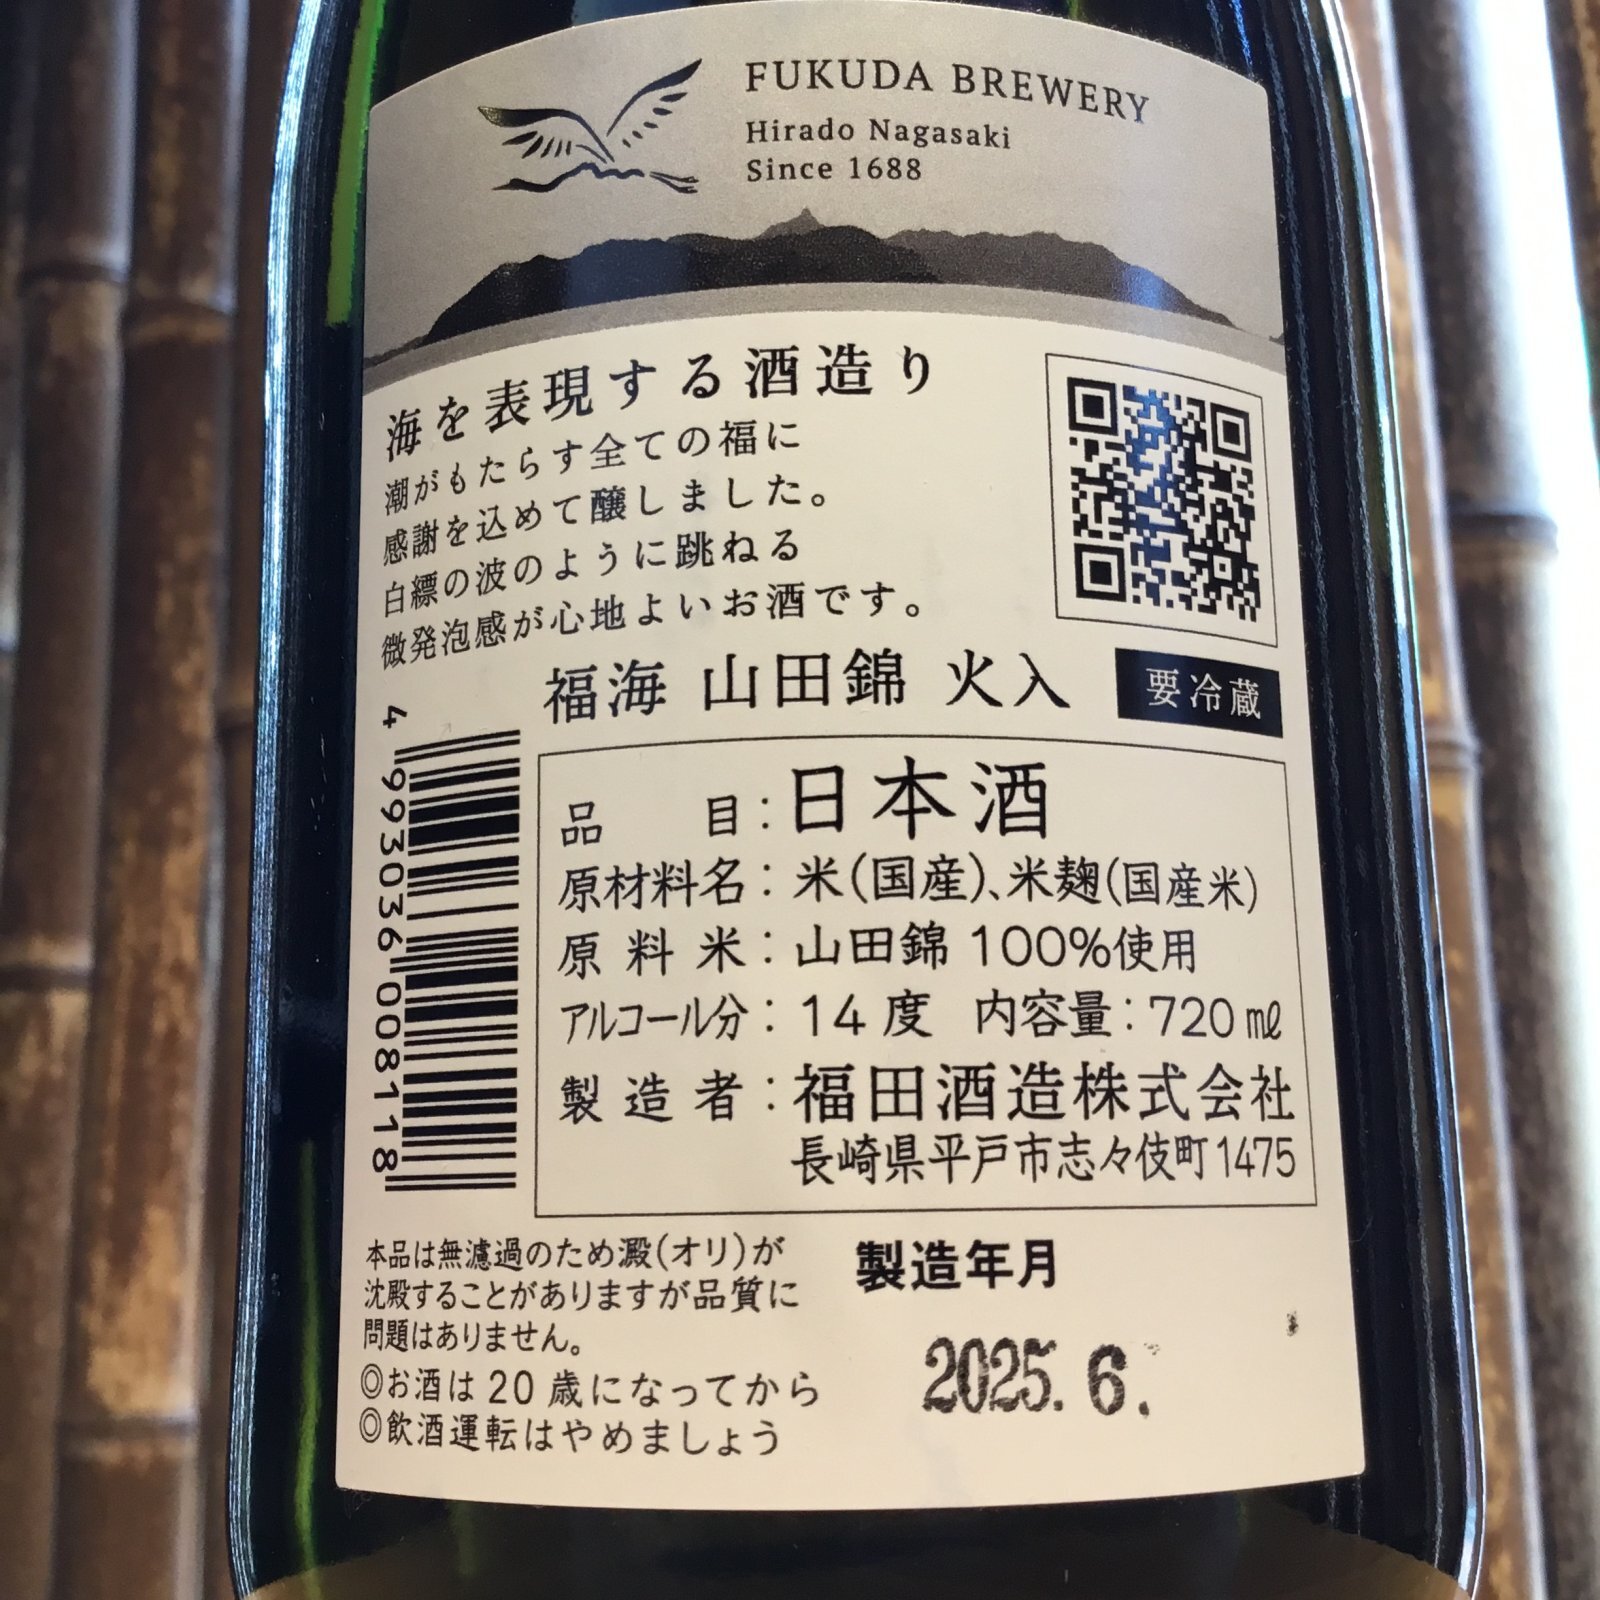 FUKUDA BREWERY
Hirado Nagasaki
Since 1688
海を表現する酒造り
潮がもたらす全ての福に
感謝を込めて醸しました。
白縹の波のように跳ねる
微発泡感が心地よいお酒です。
福海 山田錦 火入
要冷蔵
4 993036 008118
品目：日本酒
原材料名：米(国産)、米麹(国産米)
原料米：山田錦 100%使用
アルコール分：14度 内容量：720㎖
製造者：福田酒造株式会社
長崎県平戸市志々伎町1475
本品は無濾過のため澱(オリ)が
沈殿することがありますが品質に
問題はありません。
◎お酒は20歳になってから
◎飲酒運転はやめましょう
製造年月
2025.6.